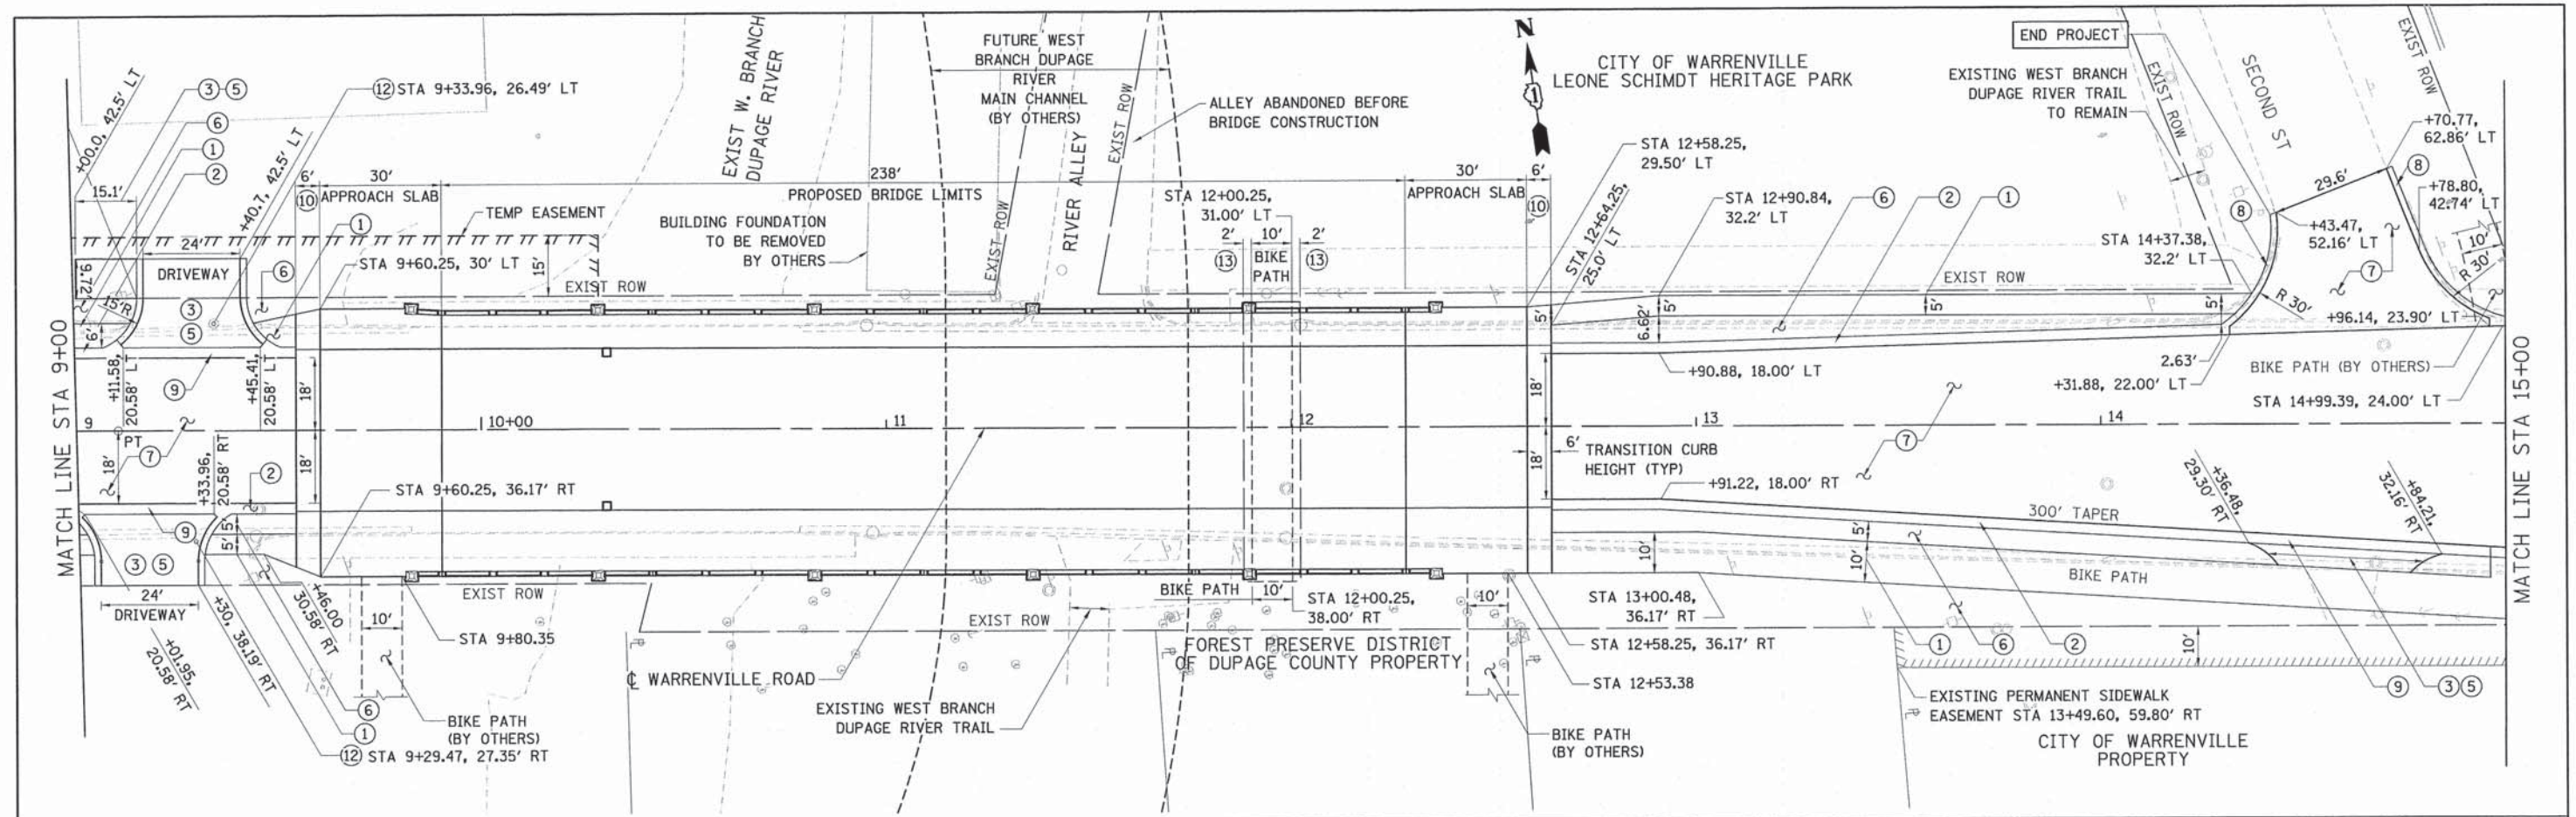 MATCH LINE STA 9+00
+00.0, 42.5' LT
3 5
6
1
2
15.1'
12 STA 9+33.96, 26.49' LT
+40.7, 42.5' LT
24'
DRIVEWAY
9.72'
15'R
6'
3
5
6
1
STA 9+60.25, 30' LT
6'
10
30'
APPROACH SLAB
TEMP EASEMENT
15'
EXIST ROW
238'
PROPOSED BRIDGE LIMITS
EXIST W. BRANCH
DUPAGE RIVER
BUILDING FOUNDATION
TO BE REMOVED
BY OTHERS
FUTURE WEST
BRANCH DUPAGE
RIVER
MAIN CHANNEL
(BY OTHERS)
EXIST ROW
RIVER ALLEY
EXIST ROW
ALLEY ABANDONED BEFORE
BRIDGE CONSTRUCTION
STA 12+00.25,
31.00' LT
2'
13
10'
BIKE
PATH
2'
13
30'
APPROACH SLAB
6'
10
N
CITY OF WARRENVILLE
LEONE SCHIMDT HERITAGE PARK
STA 12+58.25,
29.50' LT
STA 12+64.25,
25.0' LT
STA 12+90.84,
32.2' LT
6
2
1
END PROJECT
EXISTING WEST BRANCH
DUPAGE RIVER TRAIL
TO REMAIN
EXIST ROW
SECOND ST
EXIST ROW
+70.77,
62.86' LT
8
29.6'
+78.80,
42.74' LT
8
+43.47,
52.16' LT
10'
R 30'
7
STA 14+37.38,
32.2' LT
EXIST ROW
5'
5'
5'
6.62'
5'
R 30'
+96.14, 23.90' LT
2.63'
+31.88, 22.00' LT
BIKE PATH (BY OTHERS)
STA 14+99.39, 24.00' LT
MATCH LINE STA 15+00
+11.58,
20.58' LT
9
+45.41,
20.58' LT
18'
18'
+90.88, 18.00' LT
9
10+00
11
12
13
14
PT
18'
7
+33.96,
20.58' RT
2
18'
18'
6'
TRANSITION CURB
HEIGHT (TYP)
7
+91.22, 18.00' RT
STA 9+60.25, 36.17' RT
300' TAPER
+36.48,
29.30' RT
+84.21,
32.16' RT
9
5'
5'
3 5
24'
DRIVEWAY
+01.95,
20.58' RT
+30, 38.19' RT
+46.00
30.58' RT
10'
EXIST ROW
STA 9+80.35
6
1
12 STA 9+29.47, 27.35' RT
BIKE PATH
(BY OTHERS)
℄ WARRENVILLE ROAD
EXISTING WEST BRANCH
DUPAGE RIVER TRAIL
EXIST ROW
BIKE PATH
10'
STA 12+00.25,
38.00' RT
FOREST PRESERVE DISTRICT
OF DUPAGE COUNTY PROPERTY
10'
10'
STA 13+00.48,
36.17' RT
STA 12+58.25, 36.17' RT
STA 12+53.38
BIKE PATH
(BY OTHERS)
5'
10'
BIKE PATH
1
6
2
10'
9
3 5
EXISTING PERMANENT SIDEWALK
EASEMENT STA 13+49.60, 59.80' RT
CITY OF WARRENVILLE
PROPERTY